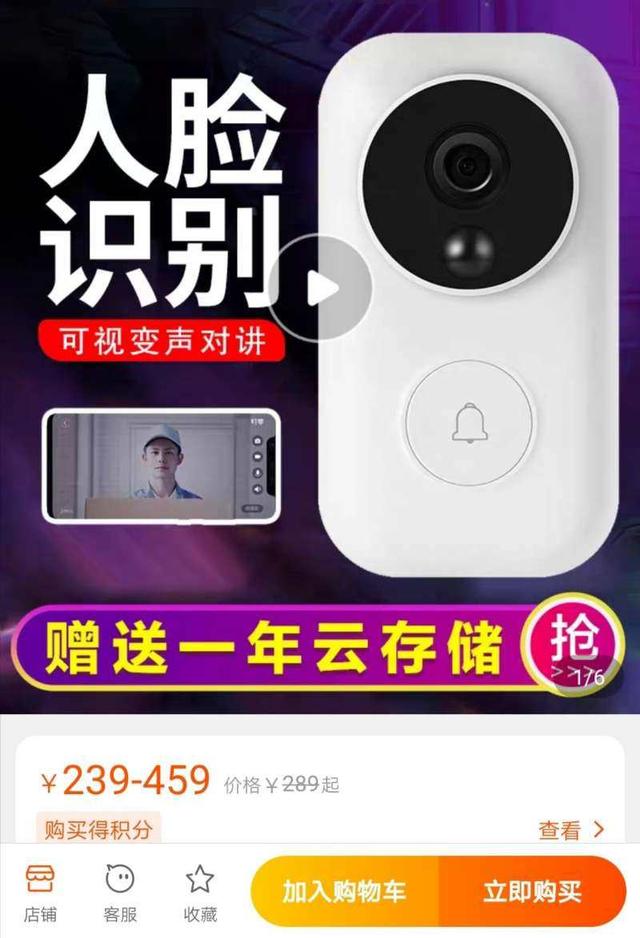 人脸
识别
可视变声对讲
赠送一年云存储
抢
>>>
1/6
¥239-459 价格¥289起
购买得积分
查看 >
店铺
客服
收藏
加入购物车
立即购买